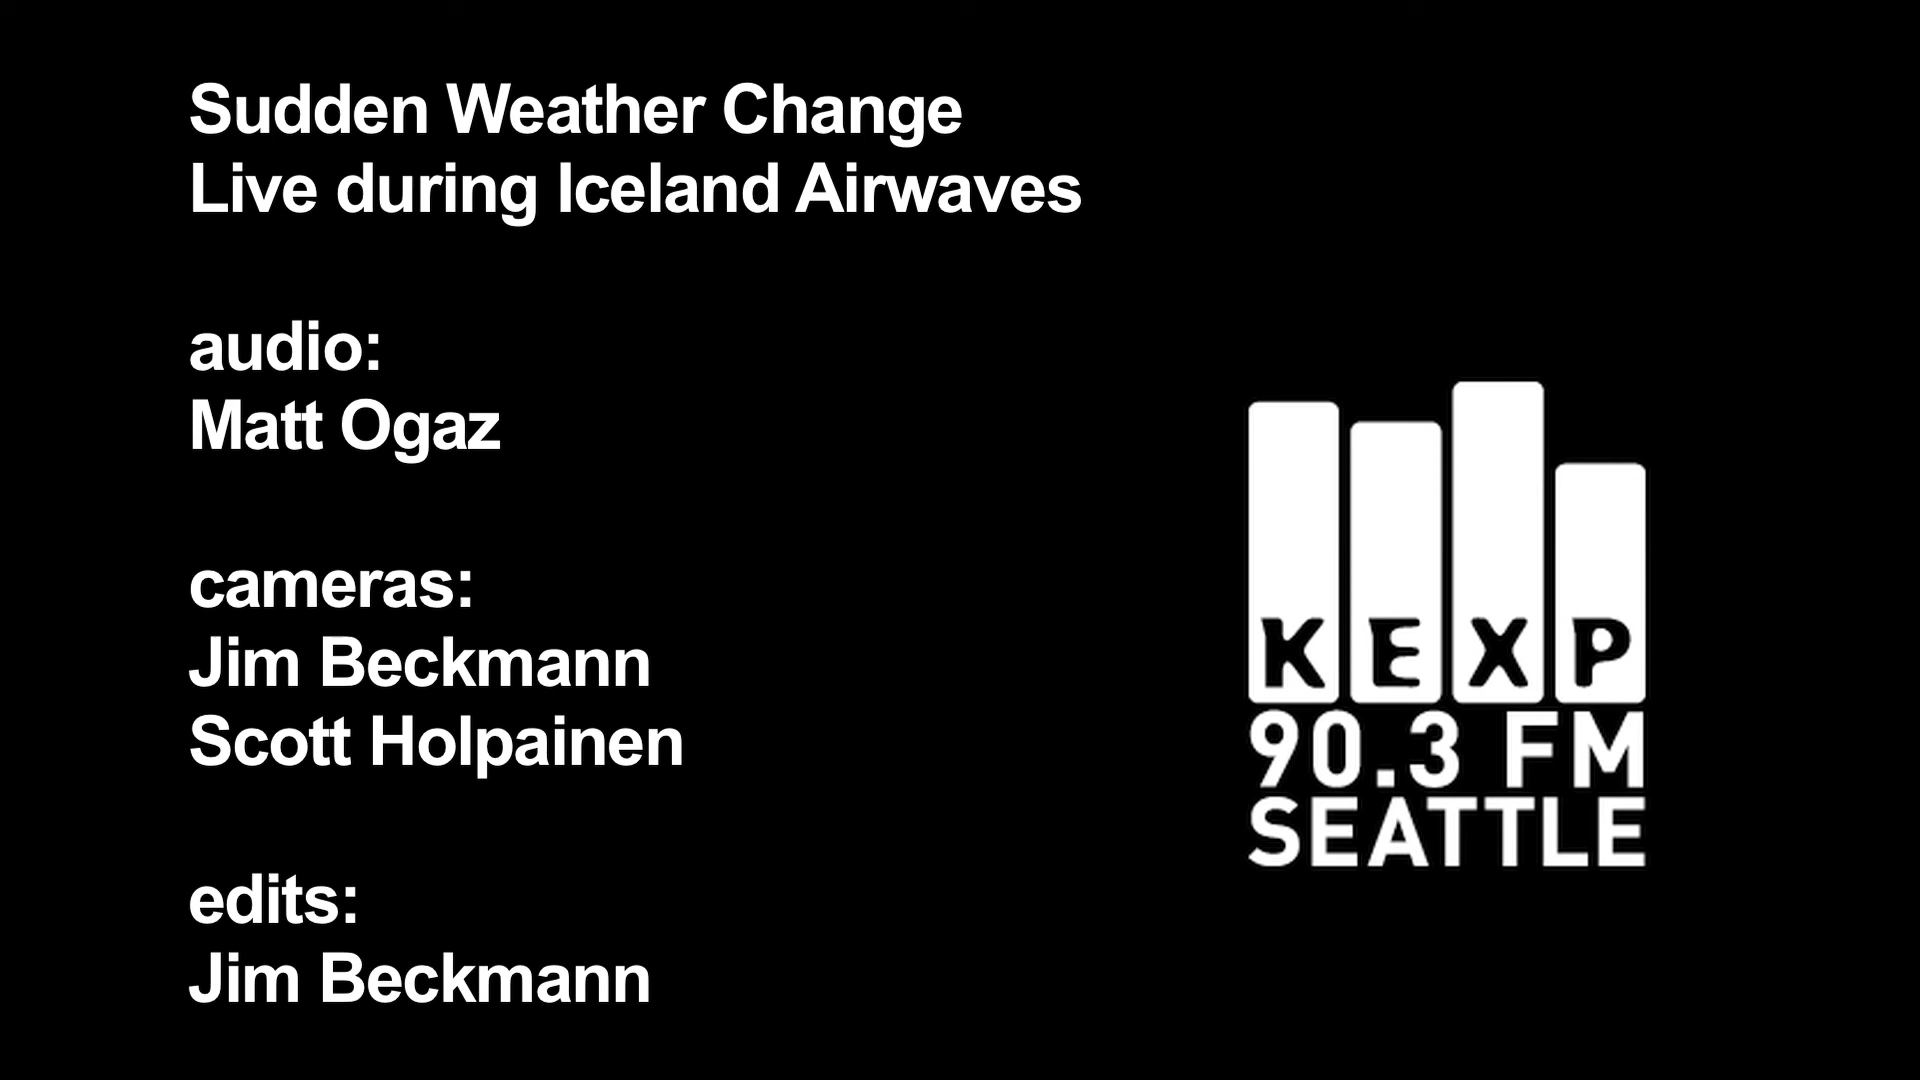 Sudden Weather Change
Live during Iceland Airwaves
audio:
Matt Ogaz
cameras:
Jim Beckmann
Scott Holpainen
edits:
Jim Beckmann
KEXP
90.3 FM
SEATTLE